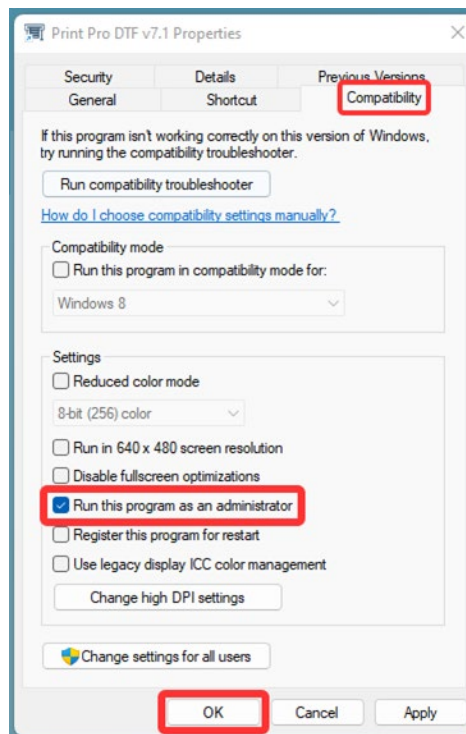 Print Pro DTF v7.1 Properties
Security Details Previous Versions
General Shortcut Compatibility
If this program isn't working correctly on this version of Windows,
try running the compatibility troubleshooter.
Run compatibility troubleshooter
How do I choose compatibility settings manually?
Compatibility mode
Run this program in compatibility mode for:
Windows 8
Settings
Reduced color mode
8-bit (256) color
Run in 640 x 480 screen resolution
Disable fullscreen optimizations
Run this program as an administrator
Register this program for restart
Use legacy display ICC color management
Change high DPI settings
Change settings for all users
OK Cancel Apply